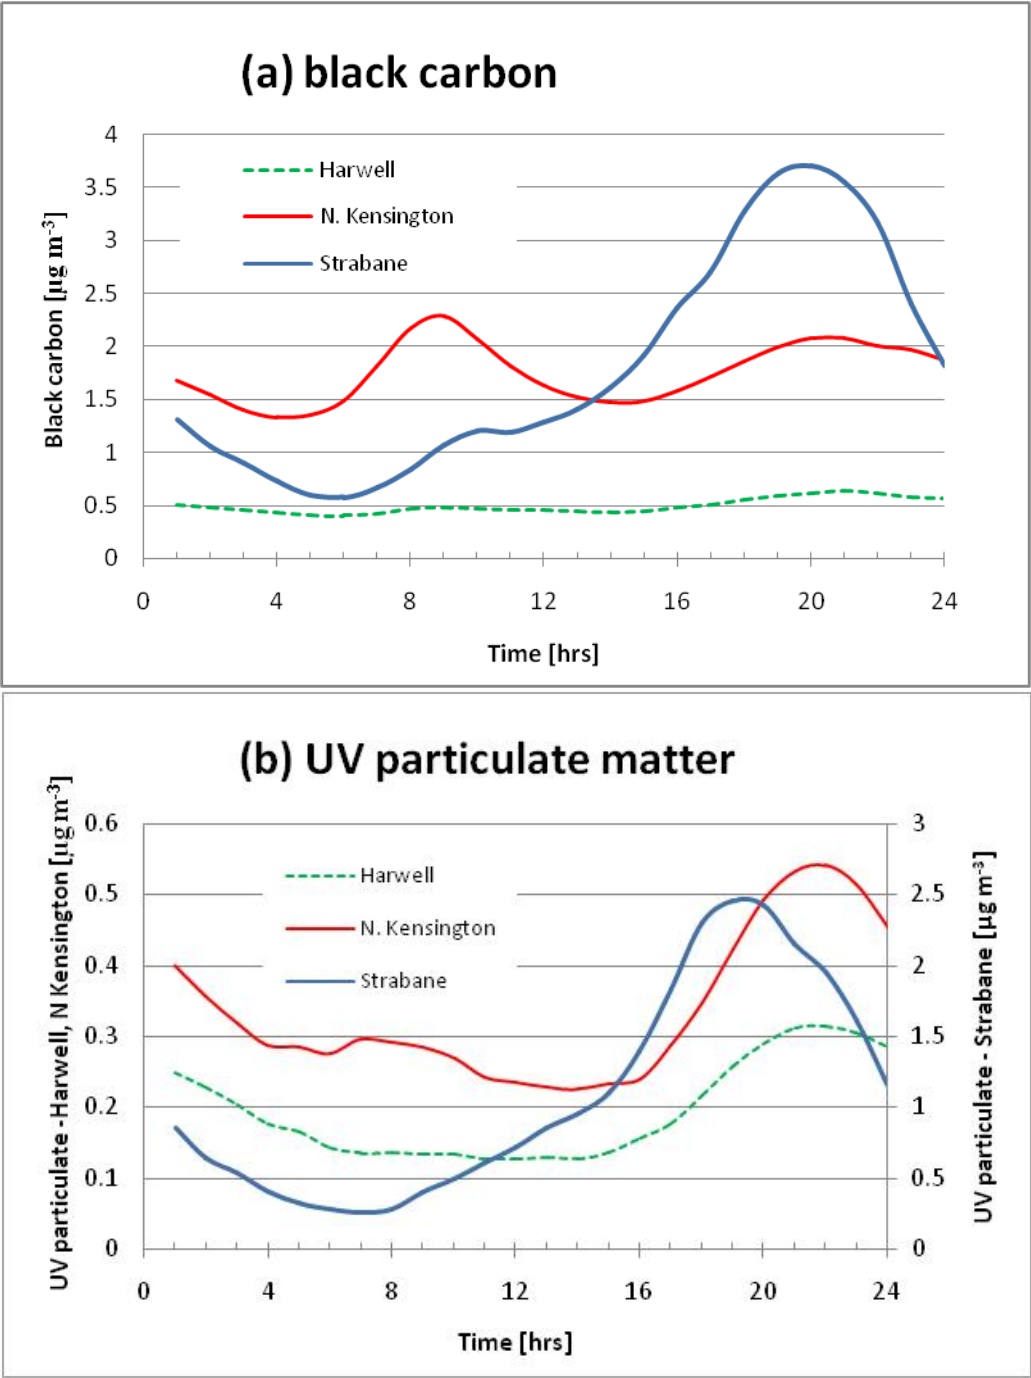 (a) black carbon
4
3.5
3
2.5
2
1.5
1
0.5
0
Black carbon [µg m-3]
Harwell
N. Kensington
Strabane
0 4 8 12 16 20 24
Time [hrs]
(b) UV particulate matter
UV particulate -Harwell, N Kensington [µg m-3]
0.6
0.5
0.4
0.3
0.2
0.1
0
Harwell
N. Kensington
Strabane
3
2.5
2
1.5
1
0.5
0
UV particulate - Strabane [µg m-3]
0 4 8 12 16 20 24
Time [hrs]